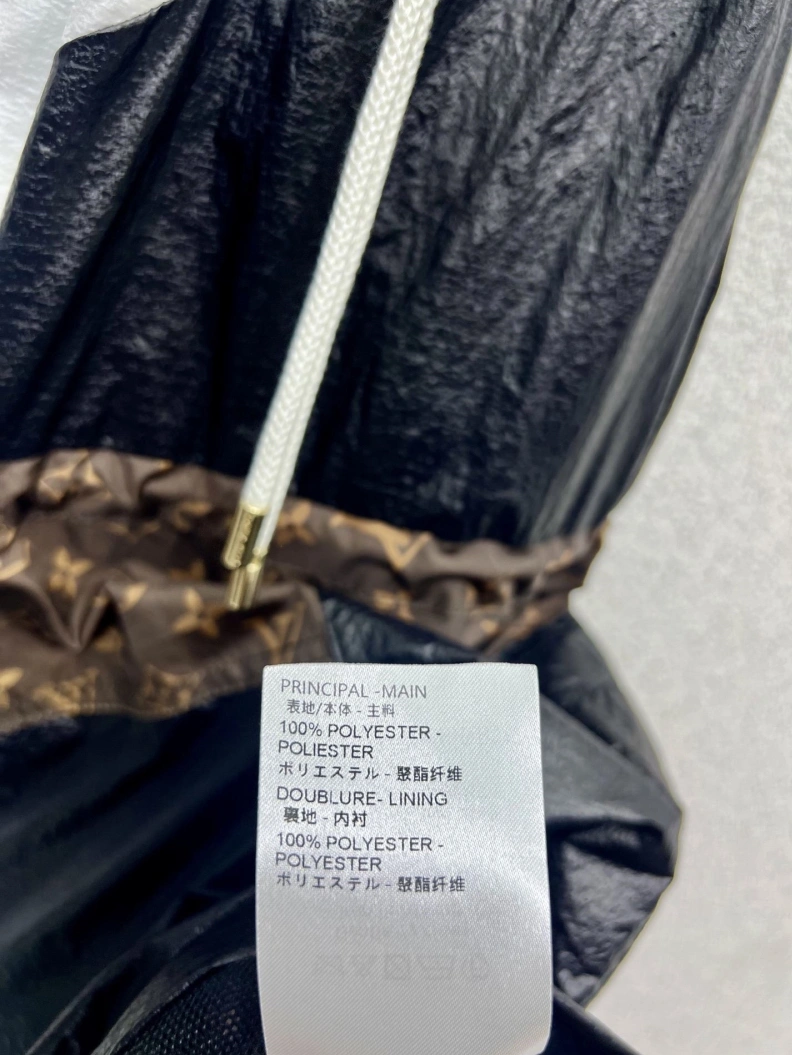 PRINCIPAL -MAIN
表地/本体 - 主料
100% POLYESTER -
POLIESTER
ポリエステル - 聚酯纤维
DOUBLURE- LINING
裏地 - 内衬
100% POLYESTER -
POLYESTER
ポリエステル - 聚酯纤维